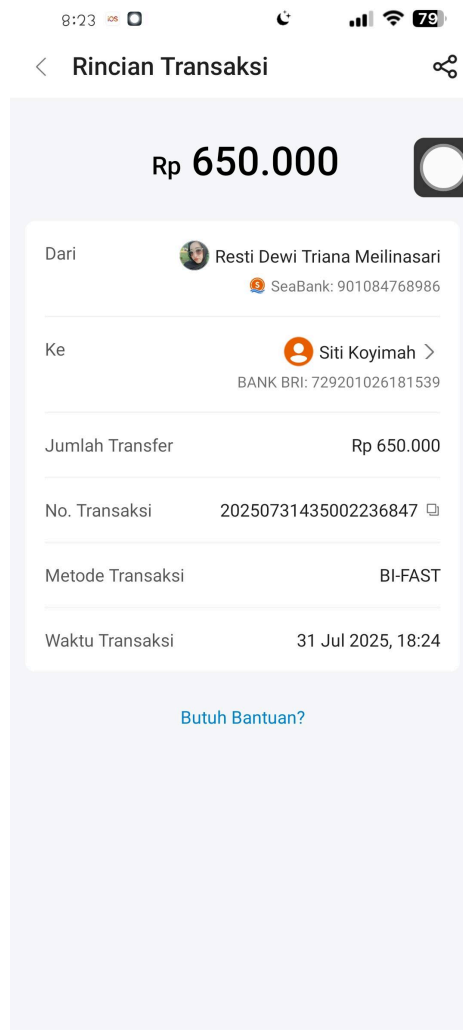 8:23 iOS 79
Rincian Transaksi
Rp 650.000
Dari Resti Dewi Triana Meilinasari
SeaBank: 901084768986
Ke Siti Koyimah
BANK BRI: 729201026181539
Jumlah Transfer Rp 650.000
No. Transaksi 20250731435002236847
Metode Transaksi BI-FAST
Waktu Transaksi 31 Jul 2025, 18:24
Butuh Bantuan?